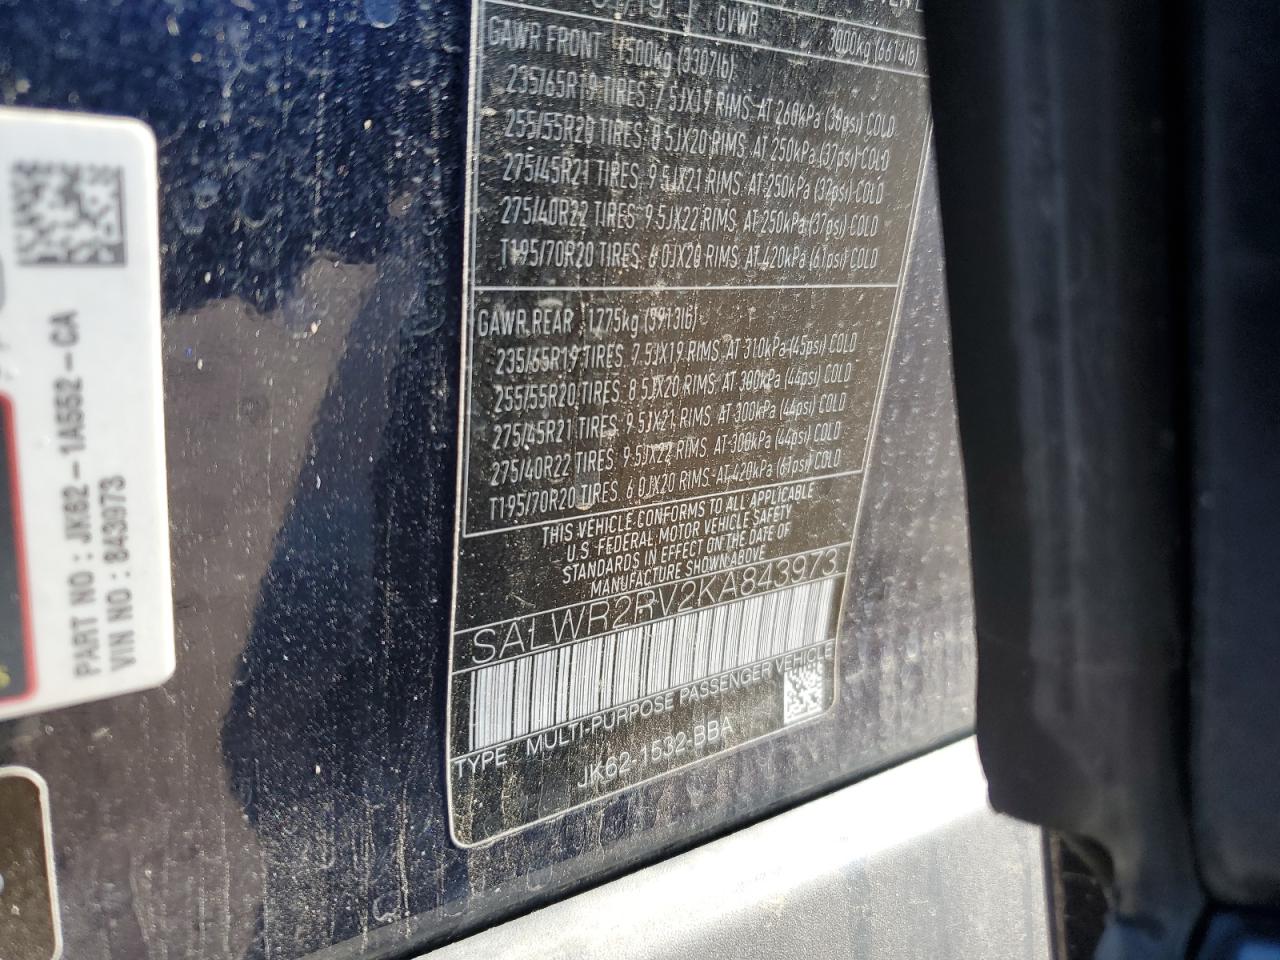 GVWR 3000kg (6614lb)
GAWR FRONT 1500kg (3307lb)
235/65R19 TIRES. 7.5JX19 RIMS. AT 260kPa (38psi) COLD
255/55R20 TIRES. 8.5JX20 RIMS. AT 250kPa (37psi) COLD
275/45R21 TIRES. 9.5JX21 RIMS. AT 250kPa (37psi) COLD
275/40R22 TIRES. 9.5JX22 RIMS. AT 250kPa (37psi) COLD
T195/70R20 TIRES. 6.0JX20 RIMS. AT 420kPa (61psi) COLD
GAWR REAR 1775kg (3913lb)
235/65R19 TIRES. 7.5JX19 RIMS. AT 310kPa (45psi) COLD
255/55R20 TIRES. 8.5JX20 RIMS. AT 300kPa (44psi) COLD
275/45R21 TIRES. 9.5JX21 RIMS. AT 300kPa (44psi) COLD
275/40R22 TIRES. 9.5JX22 RIMS. AT 300kPa (44psi) COLD
T195/70R20 TIRES. 6.0JX20 RIMS. AT 420kPa (61psi) COLD
THIS VEHICLE CONFORMS TO ALL APPLICABLE
U.S. FEDERAL MOTOR VEHICLE SAFETY
STANDARDS IN EFFECT ON THE DATE OF
MANUFACTURE SHOWN ABOVE
SALWR2RV2KA843973
TYPE MULTI-PURPOSE PASSENGER VEHICLE
JK62-1532-BBA
PART NO : JK62-1A552-CA
VIN NO : 843973